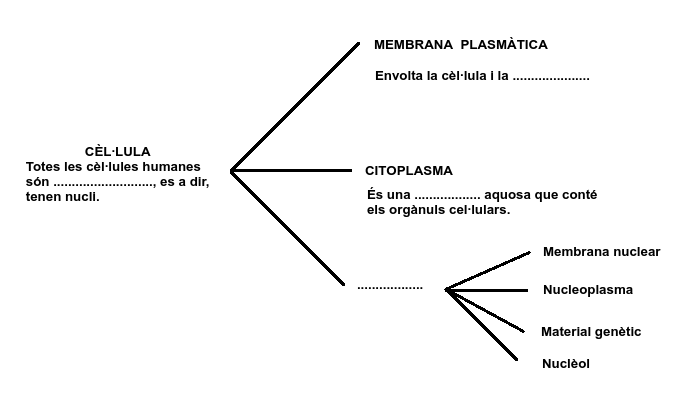 MEMBRANA PLASMÀTICA
Envolta la cèl·lula i la .....................
CÈL·LULA
Totes les cèl·lules humanes
són ..........................., es a dir,
tenen nucli.
CITOPLASMA
És una .................. aquosa que conté
els orgànuls cel·lulars.
..................
Membrana nuclear
Nucleoplasma
Material genètic
Nuclèol